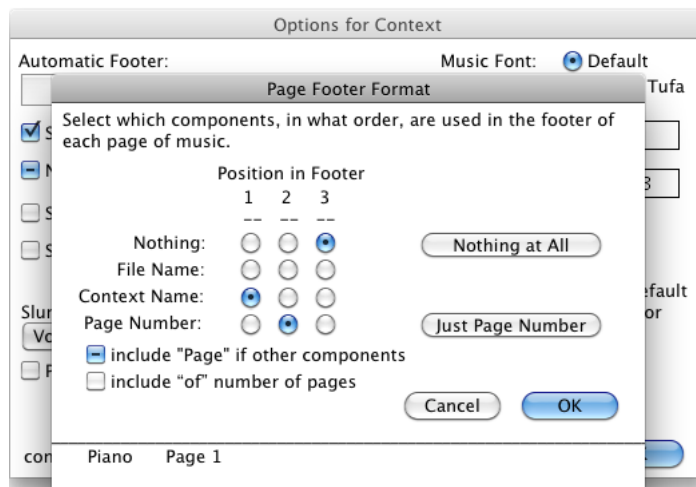 Options for Context
Automatic Footer:
Music Font: Default
Tufa
Page Footer Format
Select which components, in what order, are used in the footer of
each page of music.
Position in Footer
1 2 3
-- -- --
Nothing:
Nothing at All
File Name:
Context Name:
Page Number:
Just Page Number
include "Page" if other components
include “of” number of pages
Cancel OK
Piano Page 1